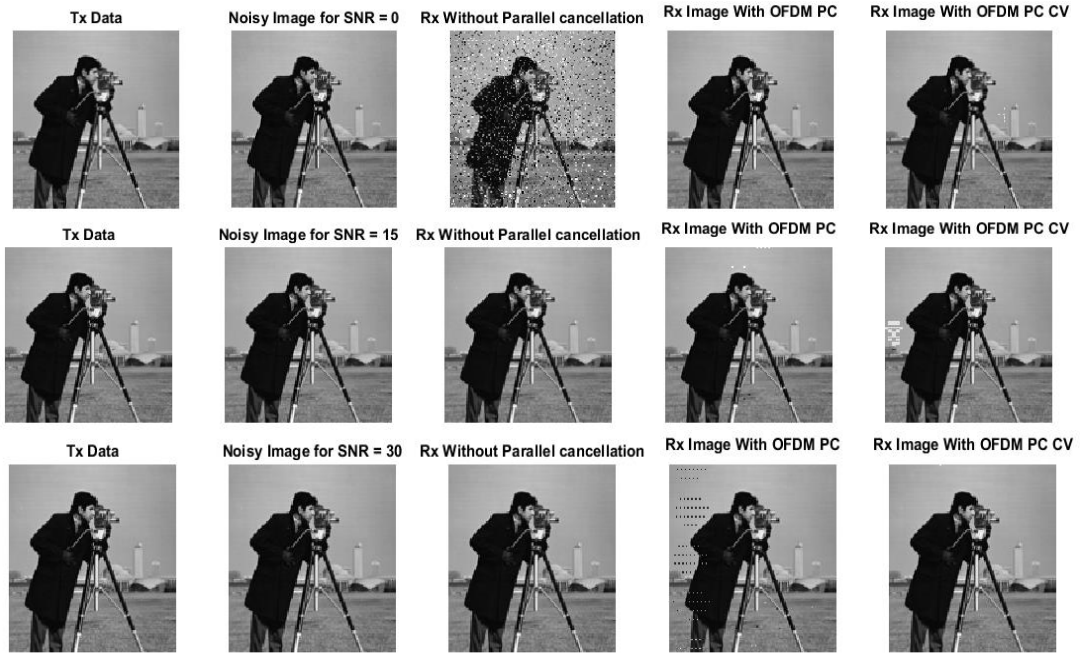 Tx Data
Noisy Image for SNR = 0
Rx Without Parallel cancellation
Rx Image With OFDM PC
Rx Image With OFDM PC CV
Tx Data
Noisy Image for SNR = 15
Rx Without Parallel cancellation
Rx Image With OFDM PC
Rx Image With OFDM PC CV
Tx Data
Noisy Image for SNR = 30
Rx Without Parallel cancellation
Rx Image With OFDM PC
Rx Image With OFDM PC CV